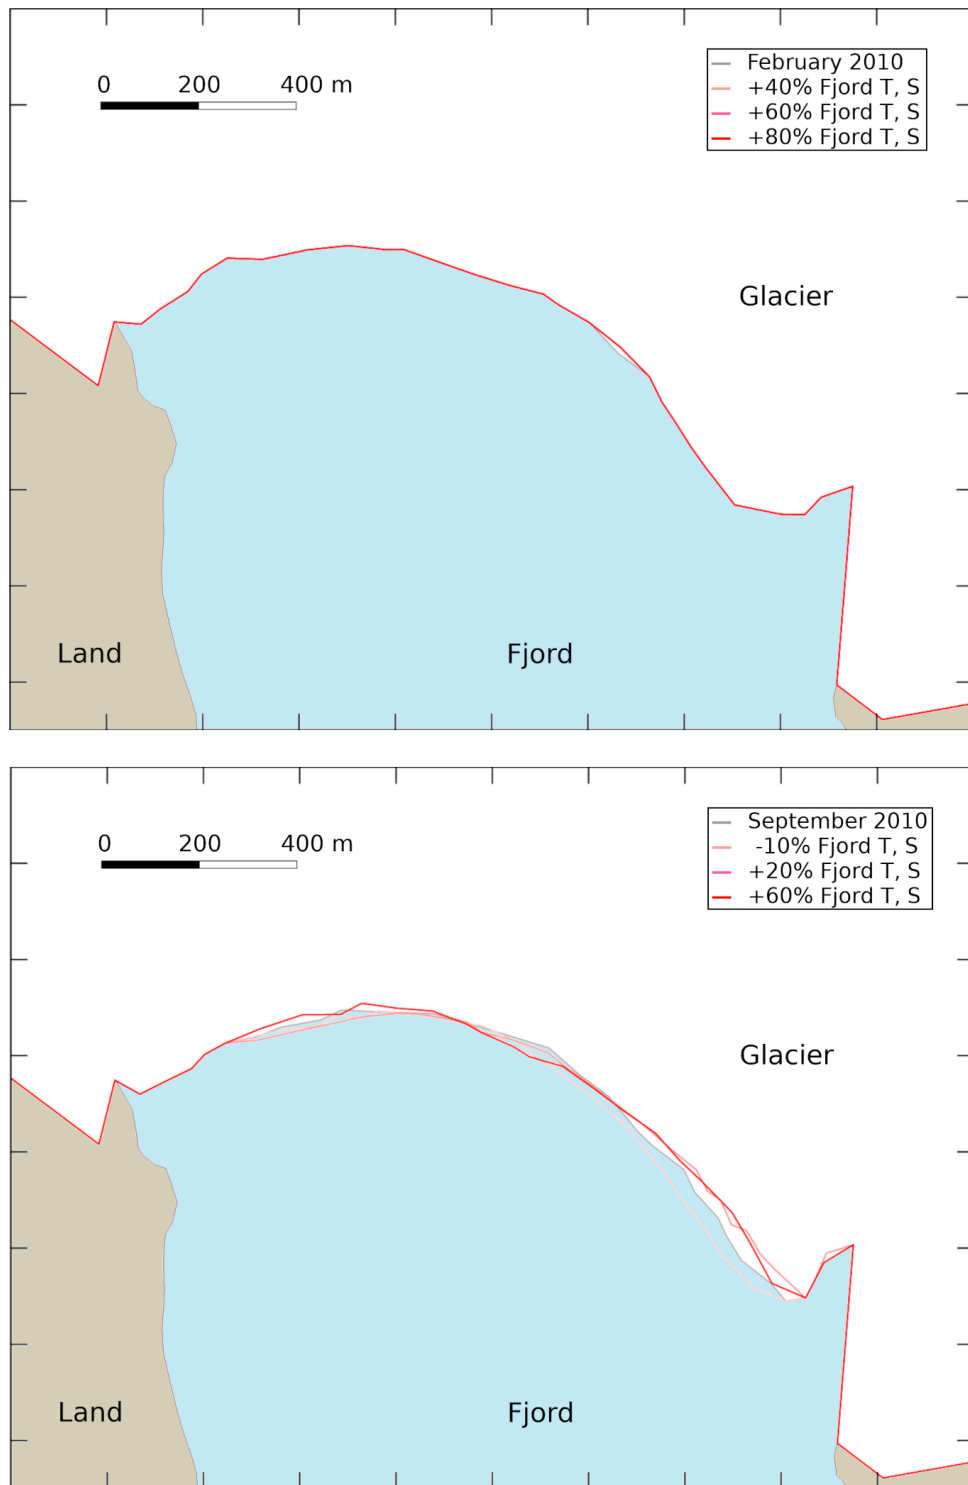 0 200 400 m
February 2010
+40% Fjord T, S
+60% Fjord T, S
+80% Fjord T, S
Glacier
Land
Fjord
0 200 400 m
September 2010
-10% Fjord T, S
+20% Fjord T, S
+60% Fjord T, S
Glacier
Land
Fjord